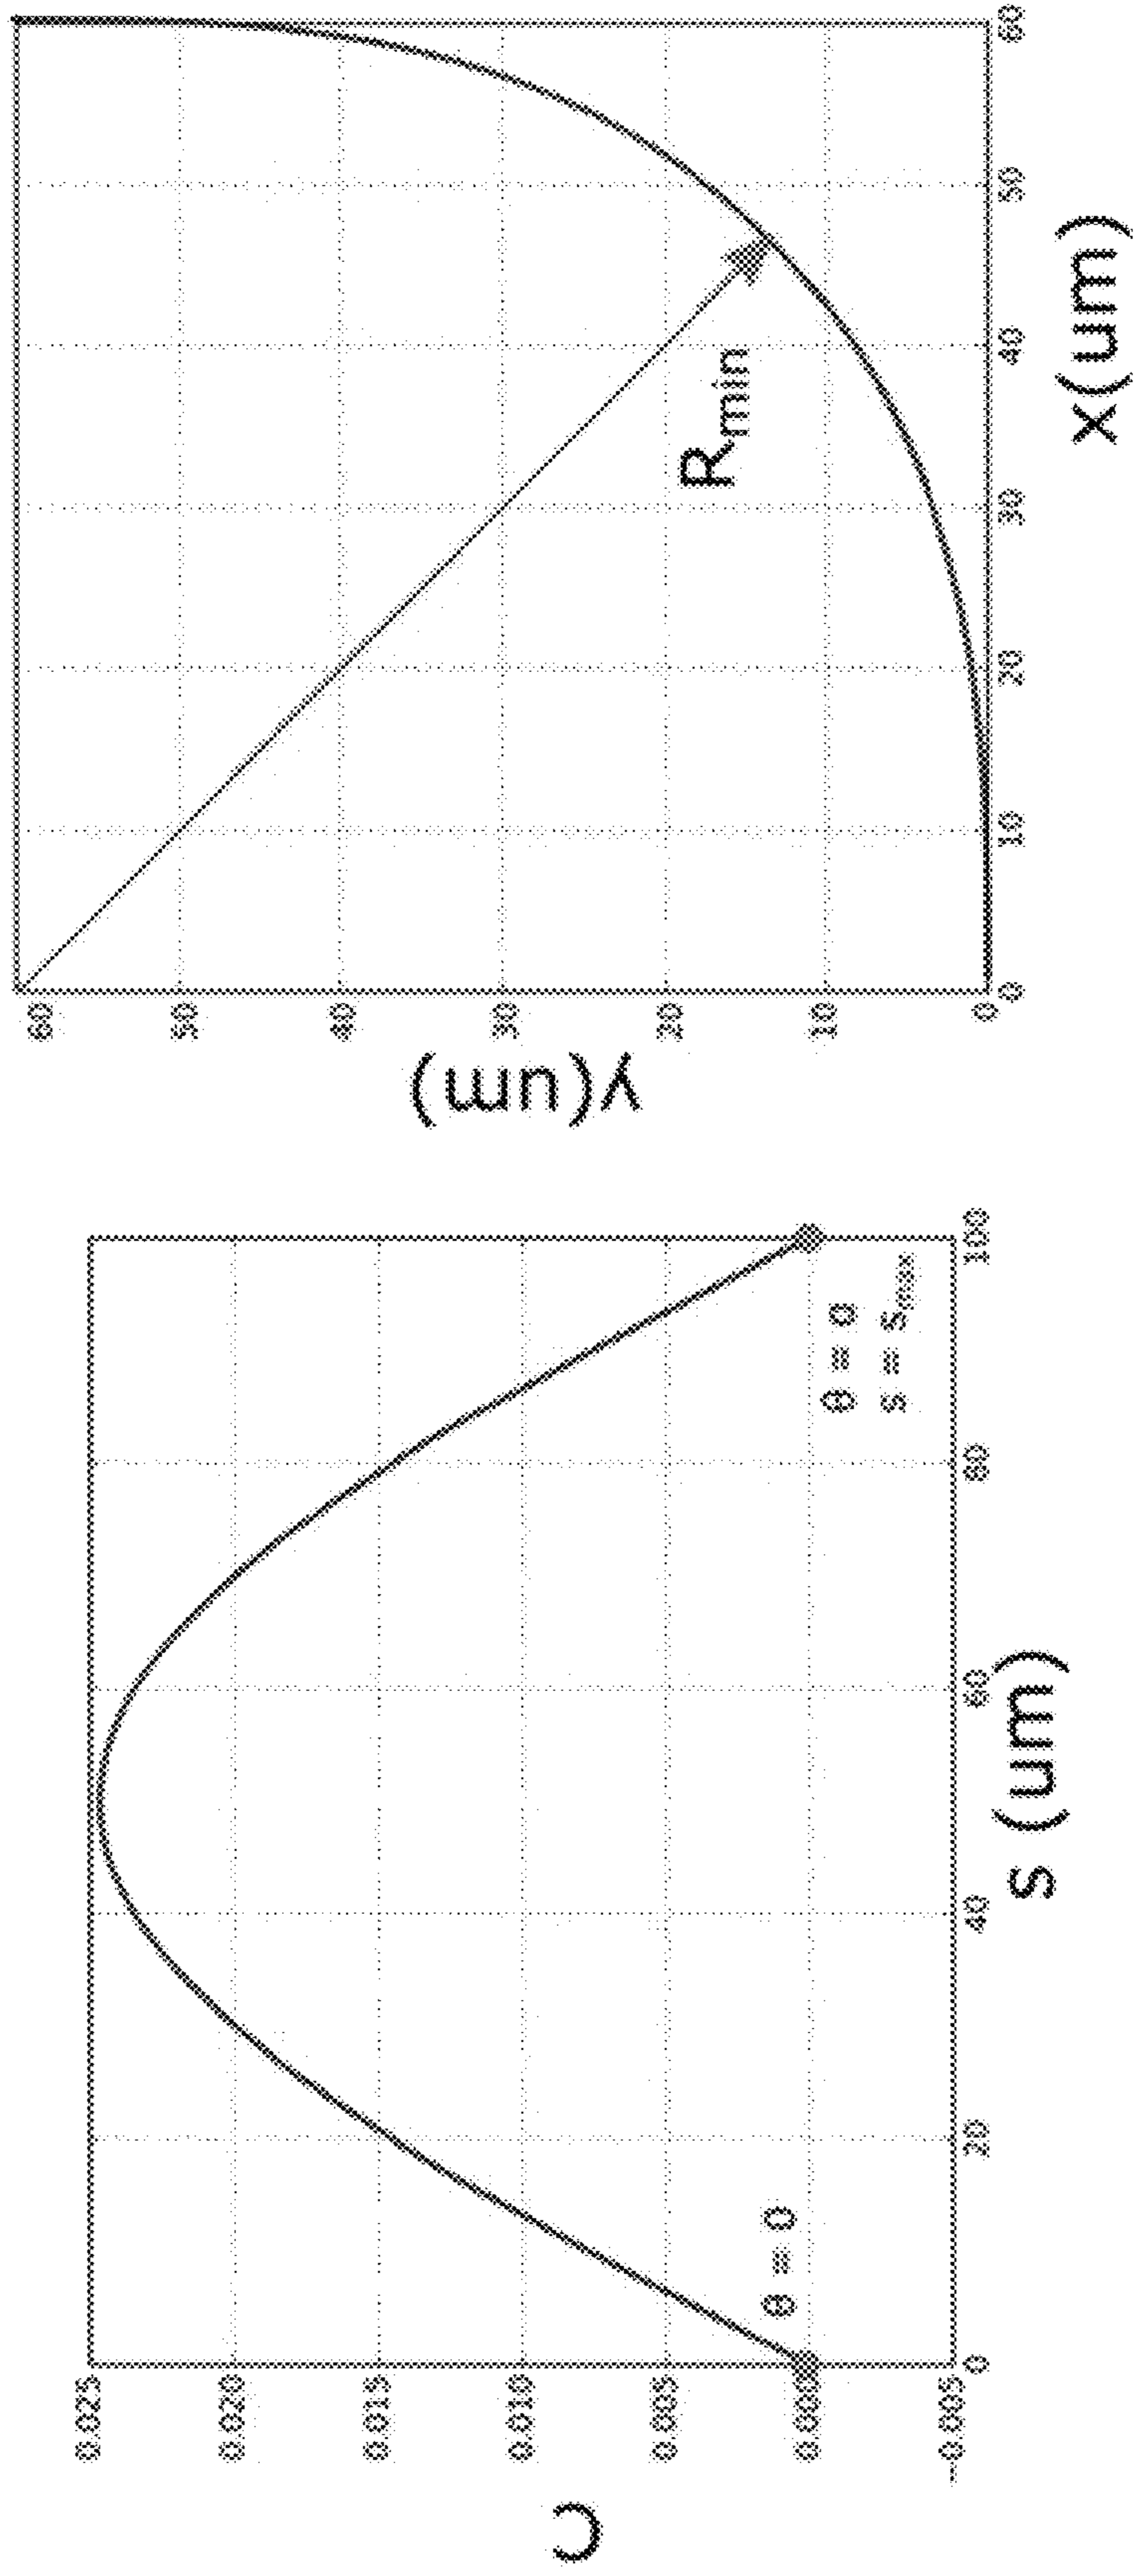 C
0.025
0.020
0.015
0.010
0.005
0.000
−0.005
θ = 0
θ = α
s = s_max
0 20 40 60 80 100
s (um)
y(um)
60
50
40
30
20
10
0
R_min
0 10 20 30 40 50 60
x(um)